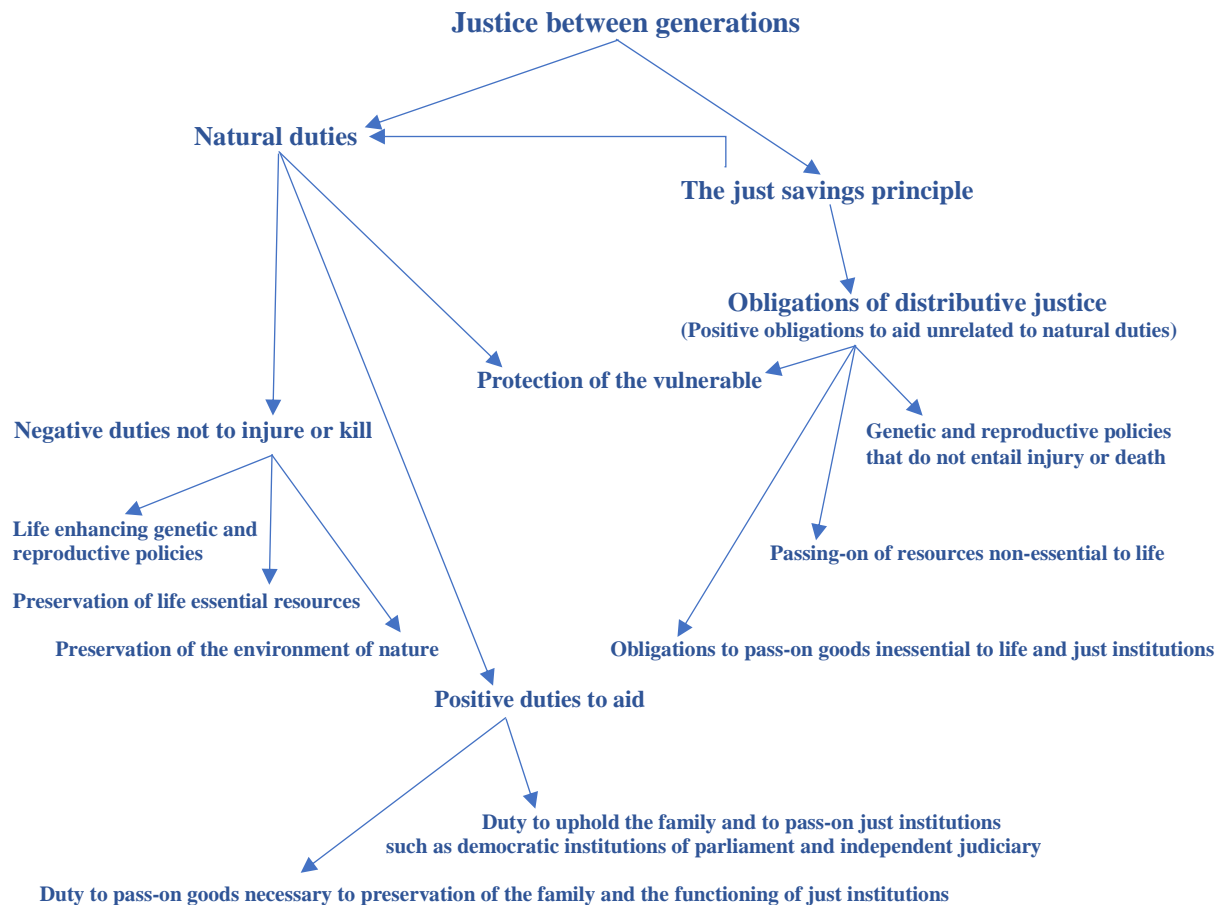 Justice between generations
Natural duties
The just savings principle
Obligations of distributive justice
(Positive obligations to aid unrelated to natural duties)
Protection of the vulnerable
Negative duties not to injure or kill
Genetic and reproductive policies
that do not entail injury or death
Life enhancing genetic and
reproductive policies
Passing-on of resources non-essential to life
Preservation of life essential resources
Preservation of the environment of nature
Obligations to pass-on goods inessential to life and just institutions
Positive duties to aid
Duty to uphold the family and to pass-on just institutions
such as democratic institutions of parliament and independent judiciary
Duty to pass-on goods necessary to preservation of the family and the functioning of just institutions